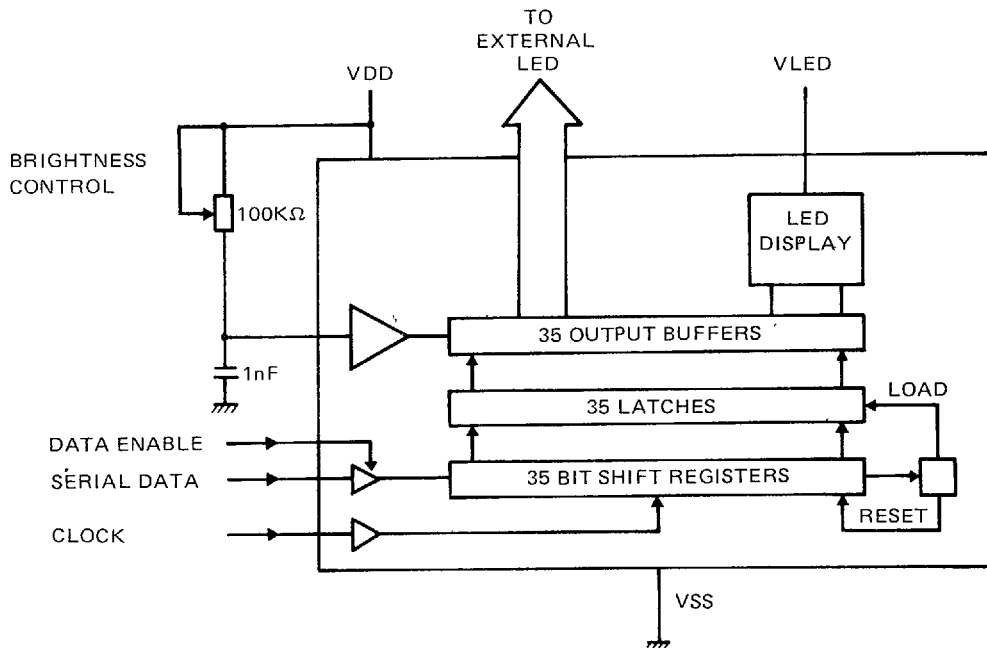 TO
EXTERNAL
LED
VDD
VLED
BRIGHTNESS
CONTROL
100KΩ
LED
DISPLAY
35 OUTPUT BUFFERS
1nF
LOAD
35 LATCHES
DATA ENABLE
SERIAL DATA
35 BIT SHIFT REGISTERS
RESET
CLOCK
VSS